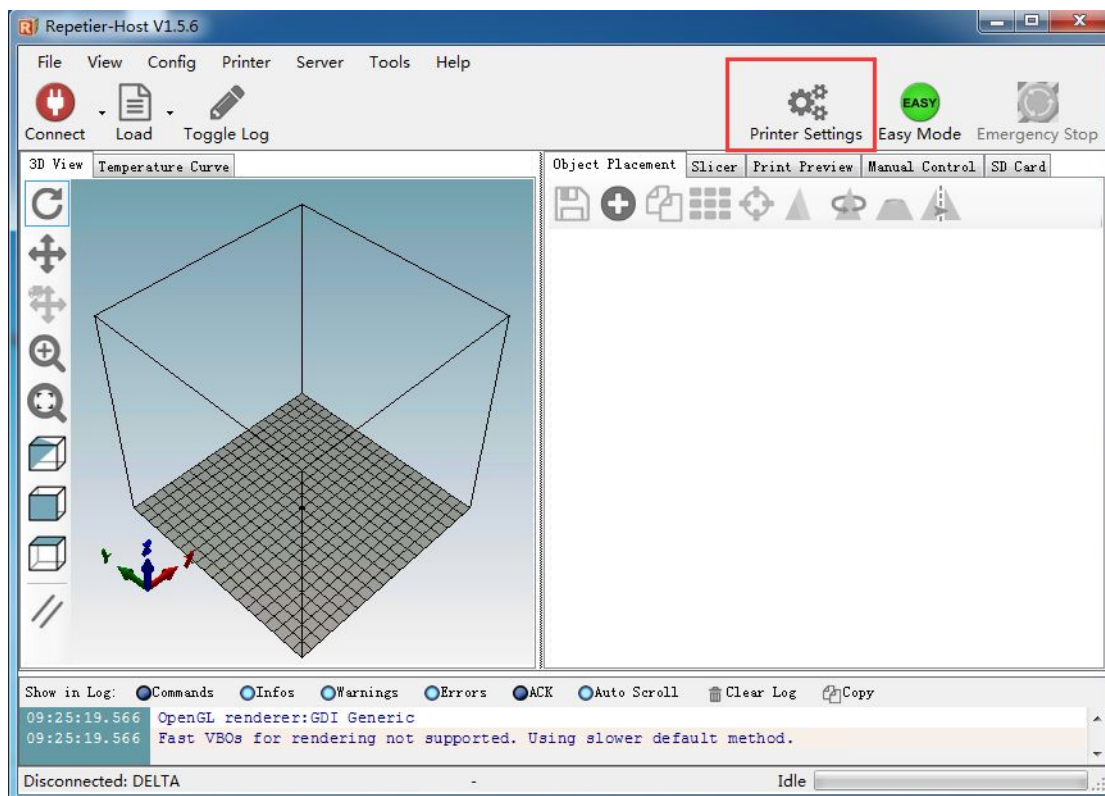 Repetier-Host V1.5.6
File View Config Printer Server Tools Help
Connect Load Toggle Log Printer Settings EASY Easy Mode Emergency Stop
3D View Temperature Curve Object Placement Slicer Print Preview Manual Control SD Card
Y Z X
Show in Log: Commands Infos Warnings Errors ACK Auto Scroll Clear Log Copy
09:25:19.566 OpenGL renderer:GDI Generic
09:25:19.566 Fast VBOs for rendering not supported. Using slower default method.
Disconnected: DELTA - Idle